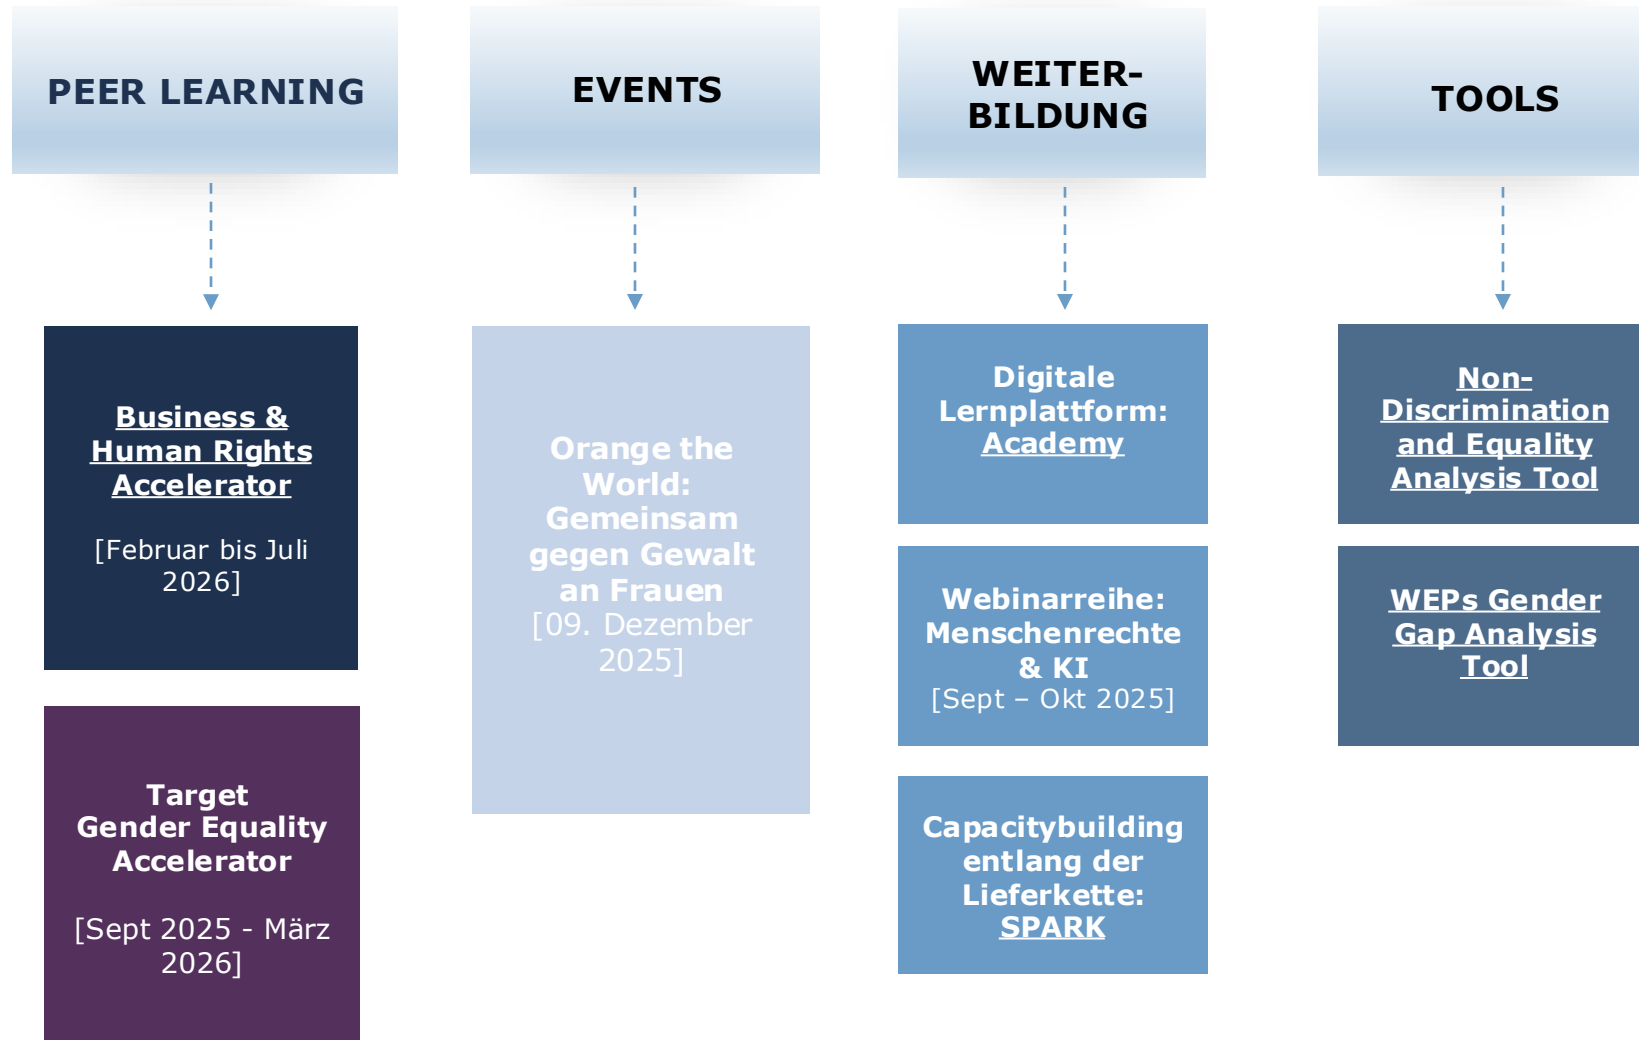 PEER LEARNING
Business &
Human Rights
Accelerator
[Februar bis Juli
2026]
Target
Gender Equality
Accelerator
[Sept 2025 - März
2026]
EVENTS
Orange the
World:
Gemeinsam
gegen Gewalt
an Frauen
[09. Dezember
2025]
WEITER-
BILDUNG
Digitale
Lernplattform:
Academy
Webinarreihe:
Menschenrechte
& KI
[Sept – Okt 2025]
Capacitybuilding
entlang der
Lieferkette:
SPARK
TOOLS
Non-
Discrimination
and Equality
Analysis Tool
WEPs Gender
Gap Analysis
Tool